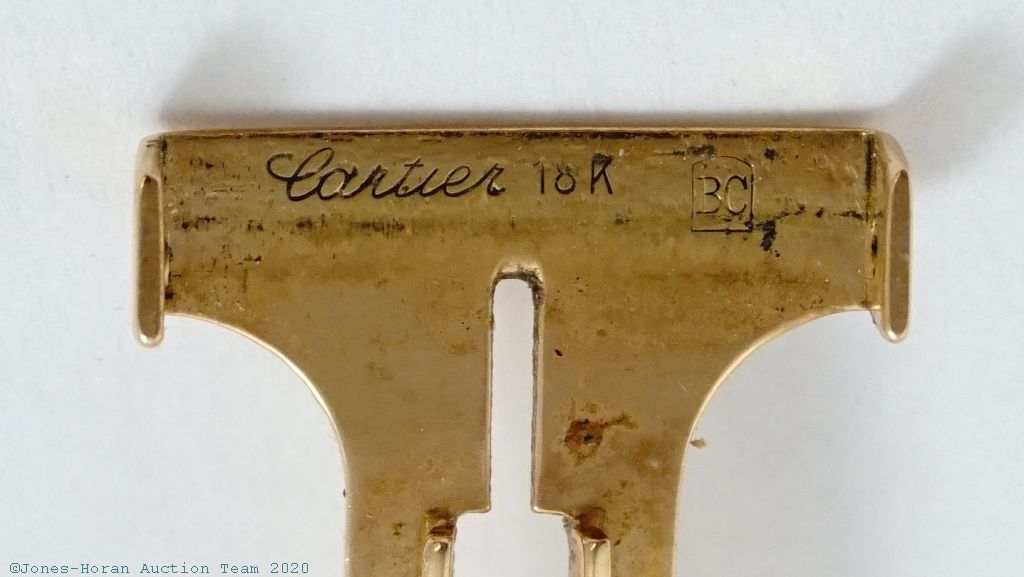 Cartier 18K BC
©Jones-Horan Auction Team 2020